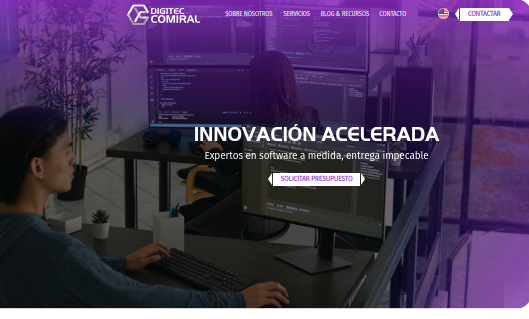 DIGITEC
COMIRAL
SOBRE NOSOTROS
SERVICIOS
BLOG & RECURSOS
CONTACTO
CONTACTAR
INNOVACIÓN ACELERADA
Expertos en software a medida, entrega impecable
SOLICITAR PRESUPUESTO